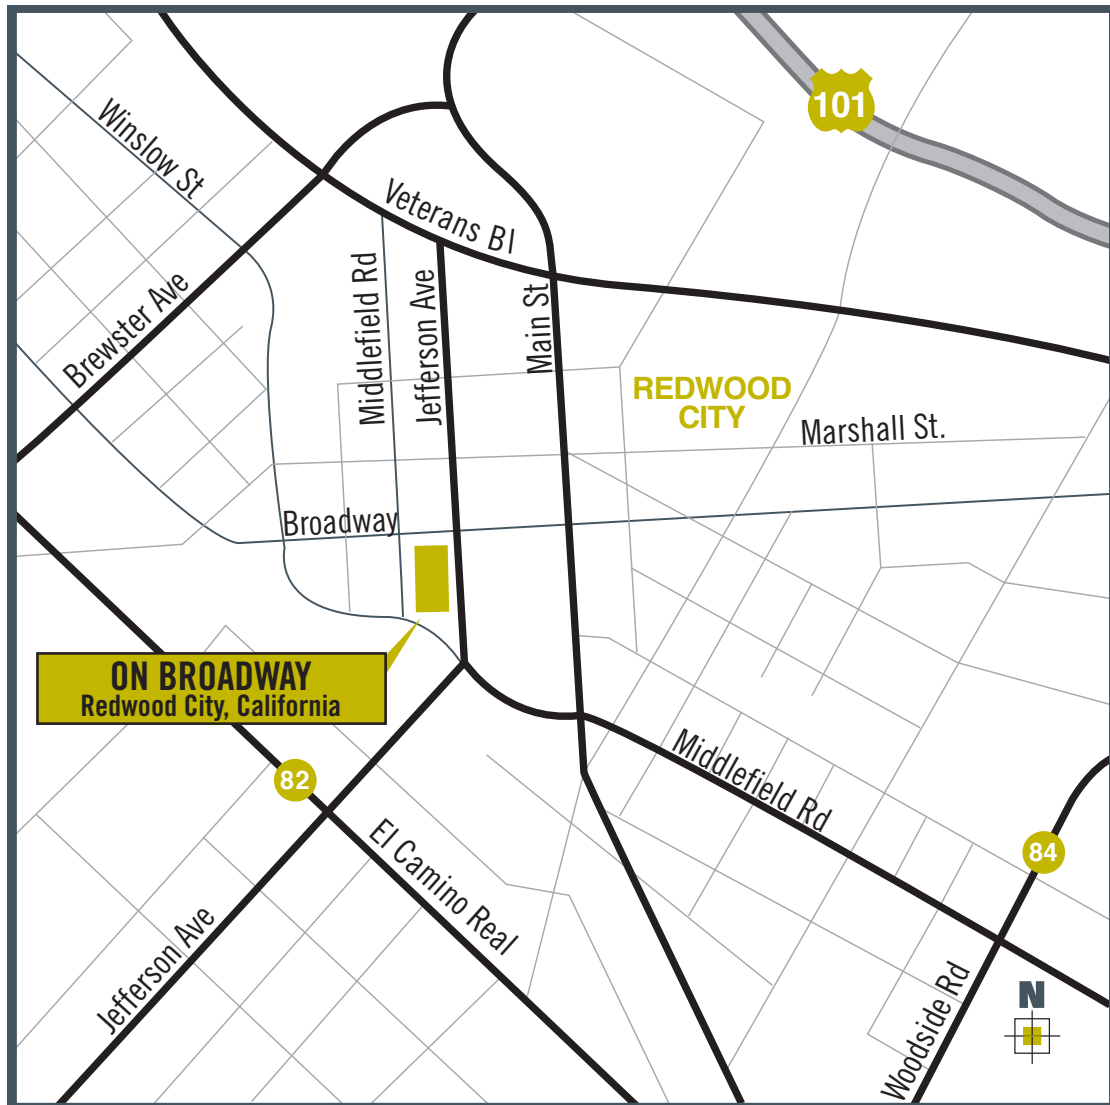 101
Winslow St
Veterans Bl
Brewster Ave
Middlefield Rd
Jefferson Ave
Main St
REDWOOD
CITY
Marshall St.
Broadway
ON BROADWAY
Redwood City, California
82
Middlefield Rd
El Camino Real
84
Jefferson Ave
Woodside Rd
N